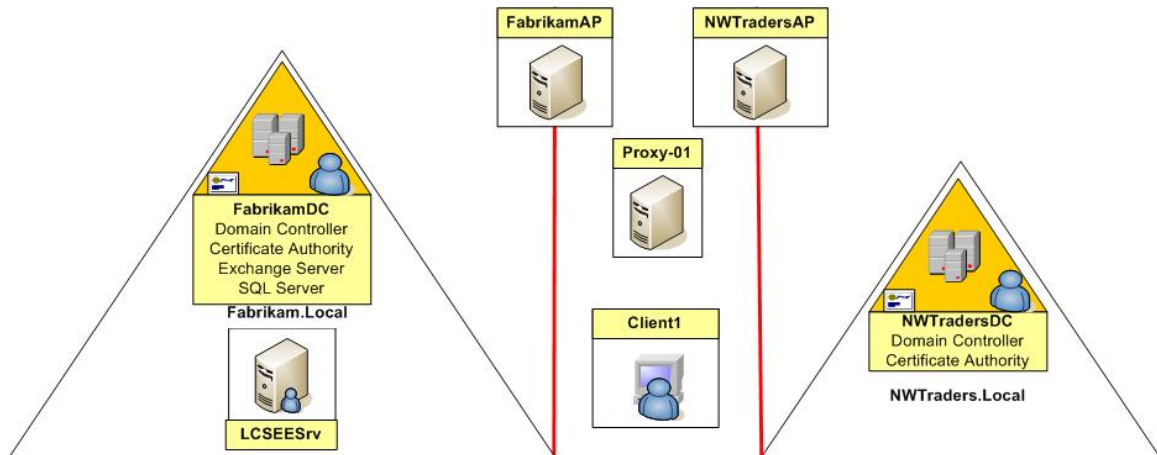 FabrikamAP
NWTradersAP
Proxy-01
FabrikamDC
Domain Controller
Certificate Authority
Exchange Server
SQL Server
Fabrikam.Local
LCSEESrv
Client1
NWTradersDC
Domain Controller
Certificate Authority
NWTraders.Local